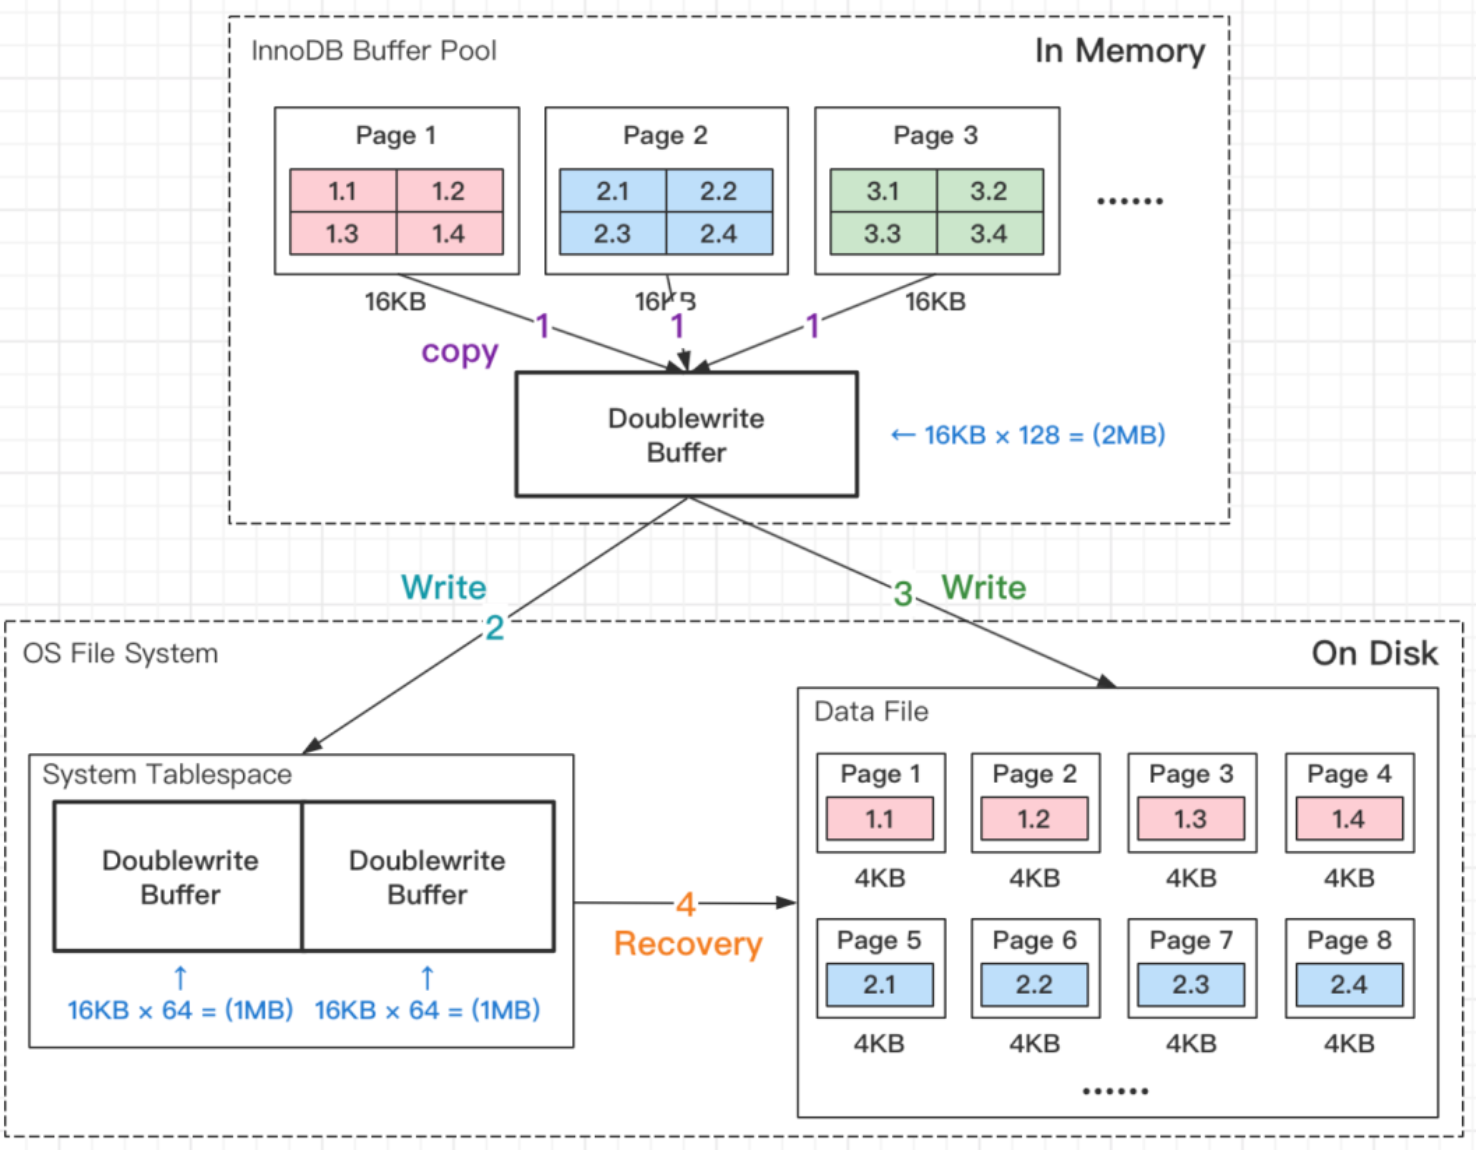 InnoDB Buffer Pool
In Memory
Page 1
Page 2
Page 3
1.1 1.2
2.1 2.2
3.1 3.2
......
1.3 1.4
2.3 2.4
3.3 3.4
16KB
16KB
16KB
1
1
1
copy
Doublewrite
Buffer
← 16KB × 128 = (2MB)
Write
2
3
Write
OS File System
On Disk
System Tablespace
Doublewrite
Buffer
Doublewrite
Buffer
↑
↑
16KB × 64 = (1MB)
16KB × 64 = (1MB)
4
Recovery
Data File
Page 1
Page 2
Page 3
Page 4
1.1
1.2
1.3
1.4
4KB
4KB
4KB
4KB
Page 5
Page 6
Page 7
Page 8
2.1
2.2
2.3
2.4
4KB
4KB
4KB
4KB
......